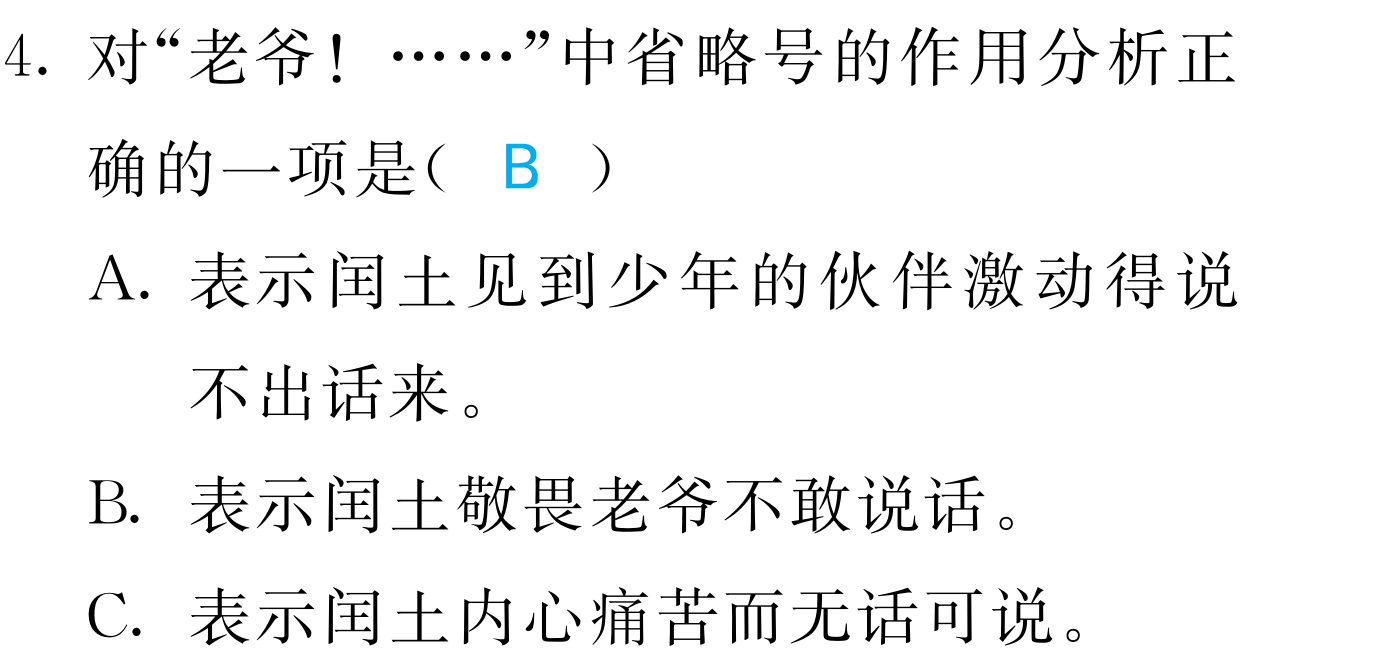 4. 对“老爷！……”中省略号的作用分析正
确的一项是( B )
A. 表示闰土见到少年的伙伴激动得说
不出话来。
B. 表示闰土敬畏老爷不敢说话。
C. 表示闰土内心痛苦而无话可说。